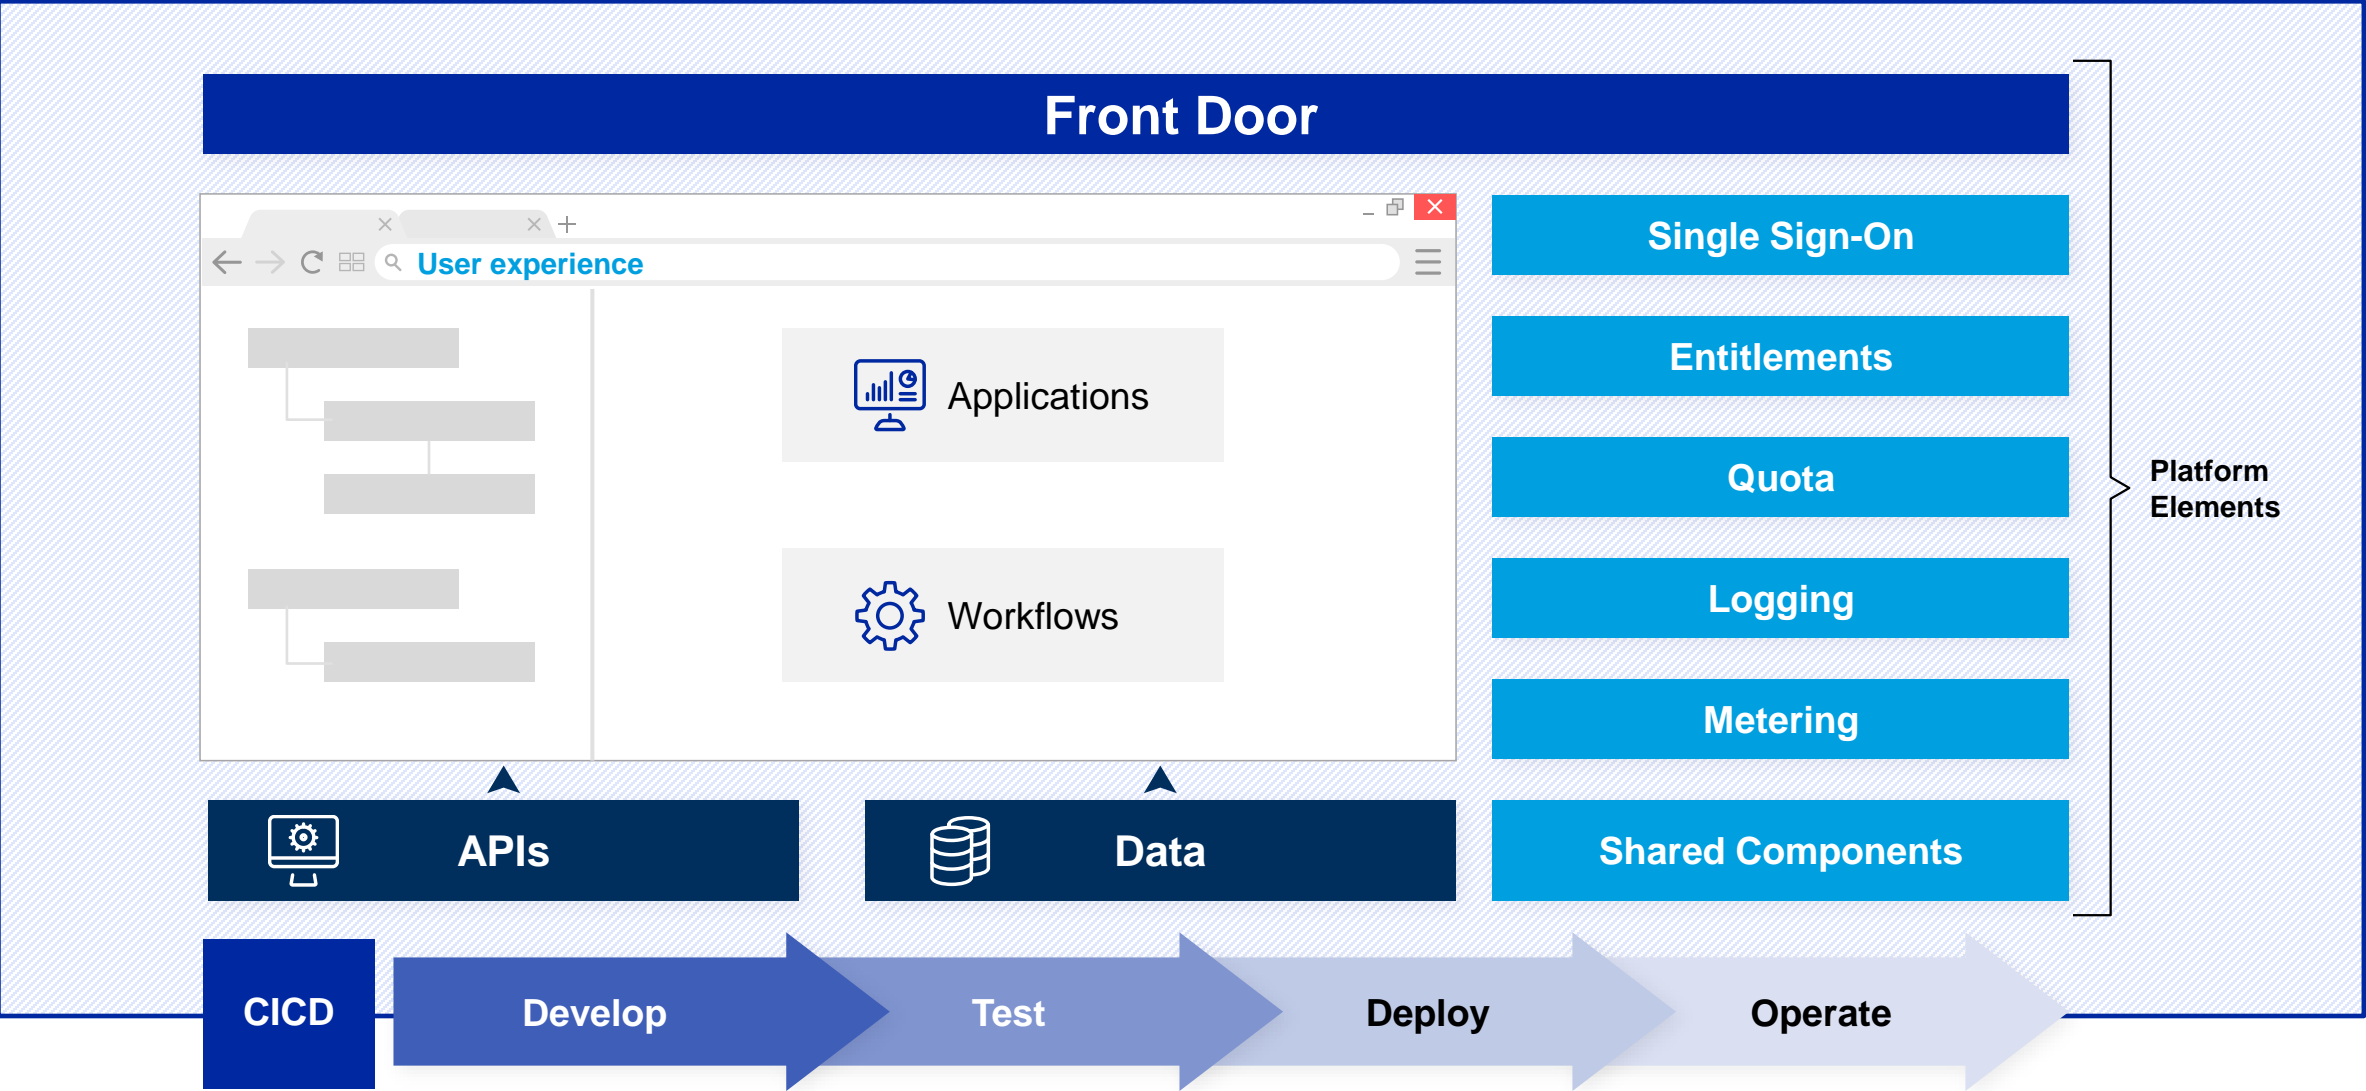 Front Door
User experience
Applications
Workflows
Single Sign-On
Entitlements
Quota
Logging
Metering
Shared Components
Platform
Elements
APIs
Data
CICD
Develop
Test
Deploy
Operate